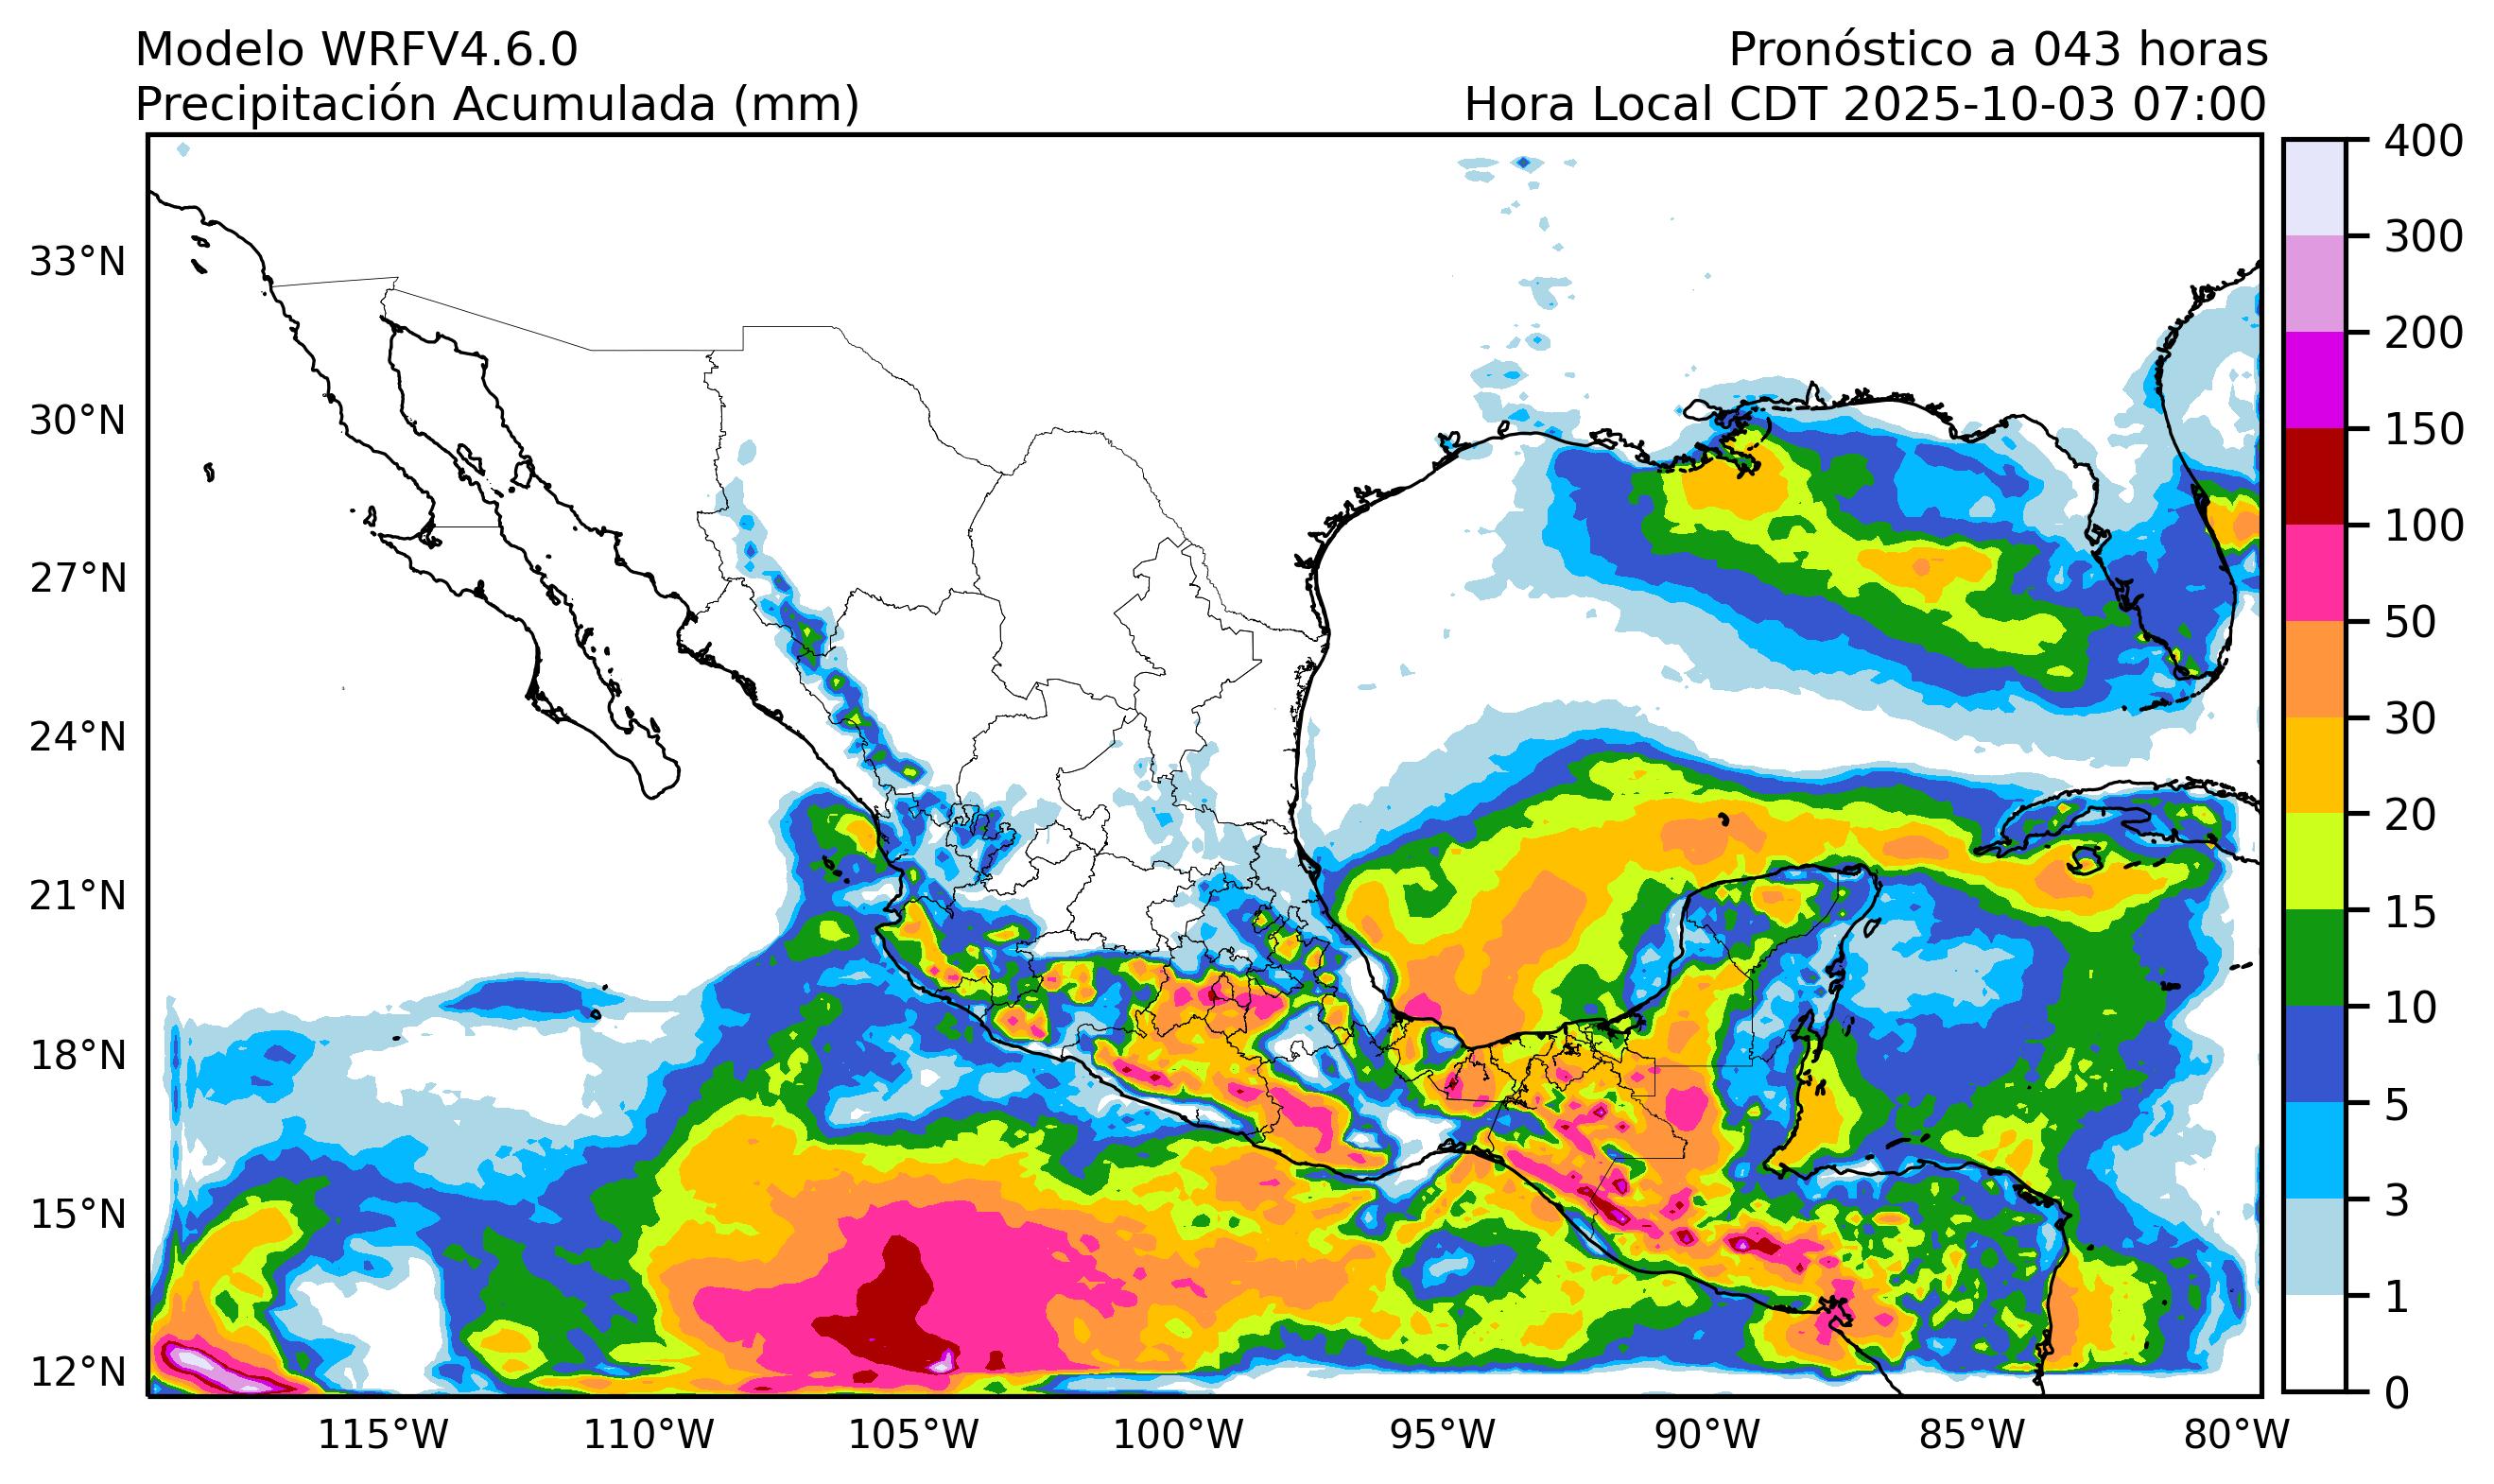 Modelo WRFV4.6.0
Pronóstico a 043 horas
Precipitación Acumulada (mm)
Hora Local CDT 2025-10-03 07:00
33°N
30°N
27°N
24°N
21°N
18°N
15°N
12°N
115°W
110°W
105°W
100°W
95°W
90°W
85°W
80°W
400
300
200
150
100
50
30
20
15
10
5
3
1
0